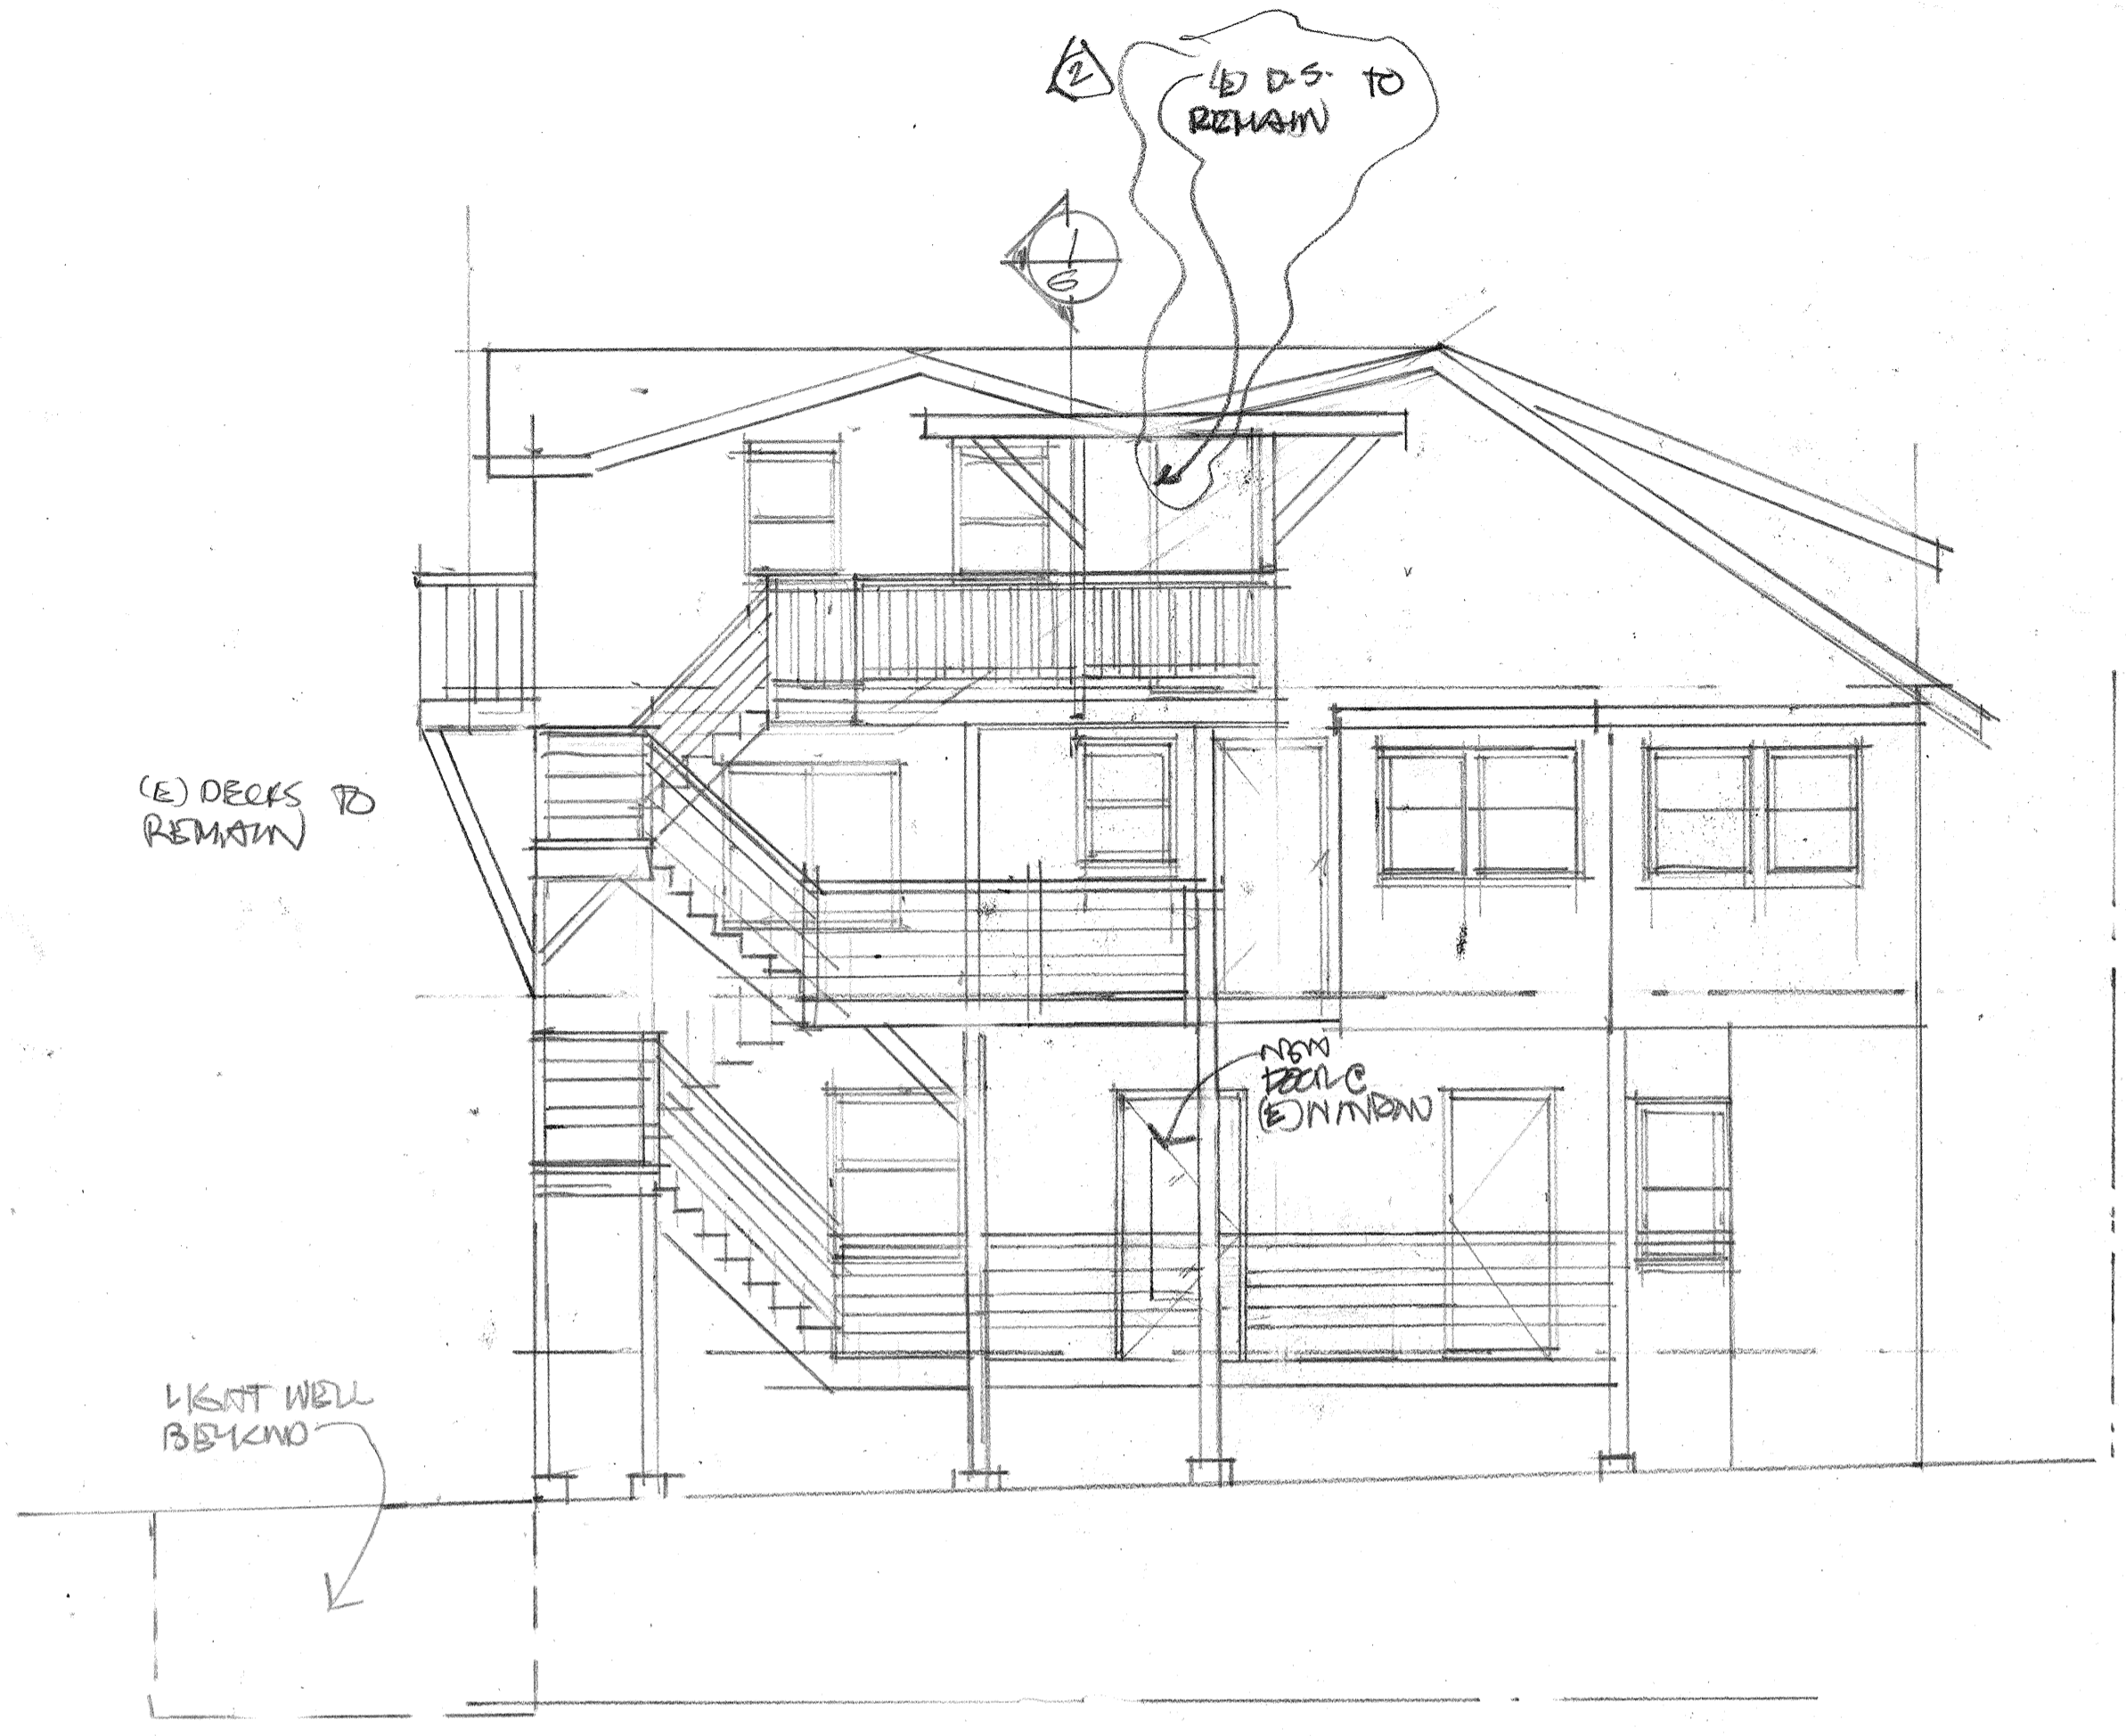 2
(E) D.S. TO
REMAIN
1
6
(E) DECKS TO
REMAIN
NEW
DOOR @
(E) WINDOW
LIGHT WELL
BEYOND